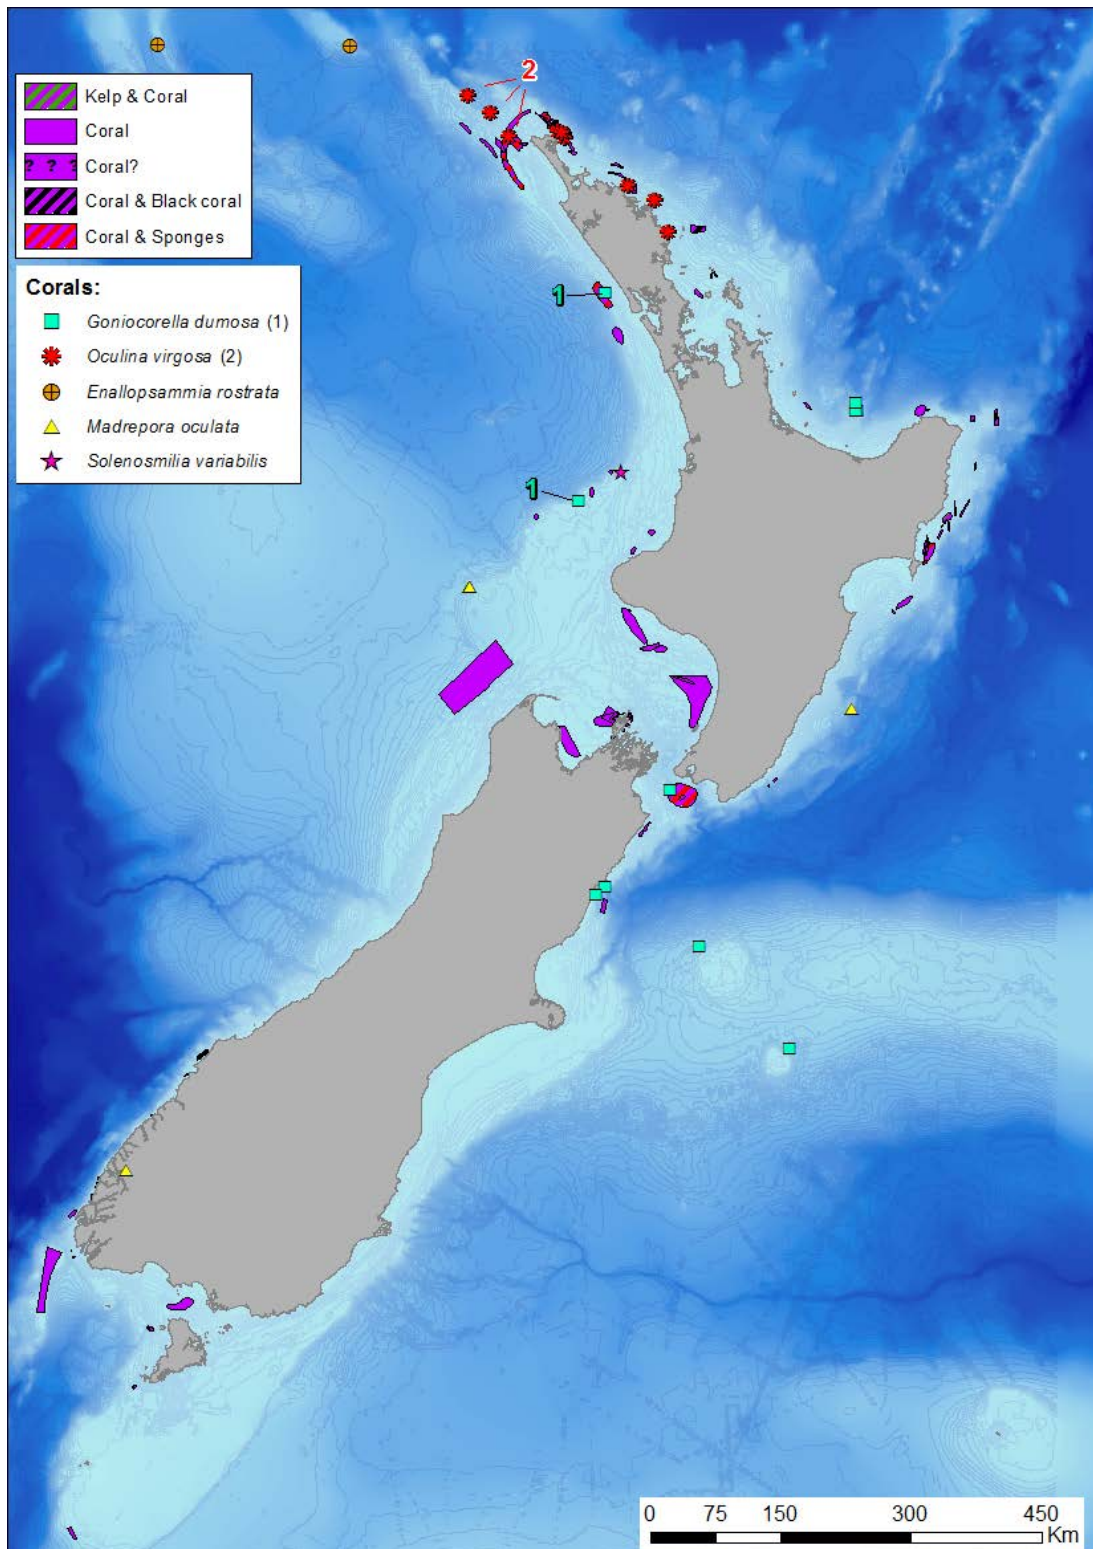 2
Kelp & Coral
Coral
? ? ?
Coral?
Coral & Black coral
Coral & Sponges
Corals:
Goniocorella dumosa (1)
Oculina virgosa (2)
Enallopsammia rostrata
Madrepora oculata
Solenosmilia variabilis
1
1
0 75 150 300 450
Km